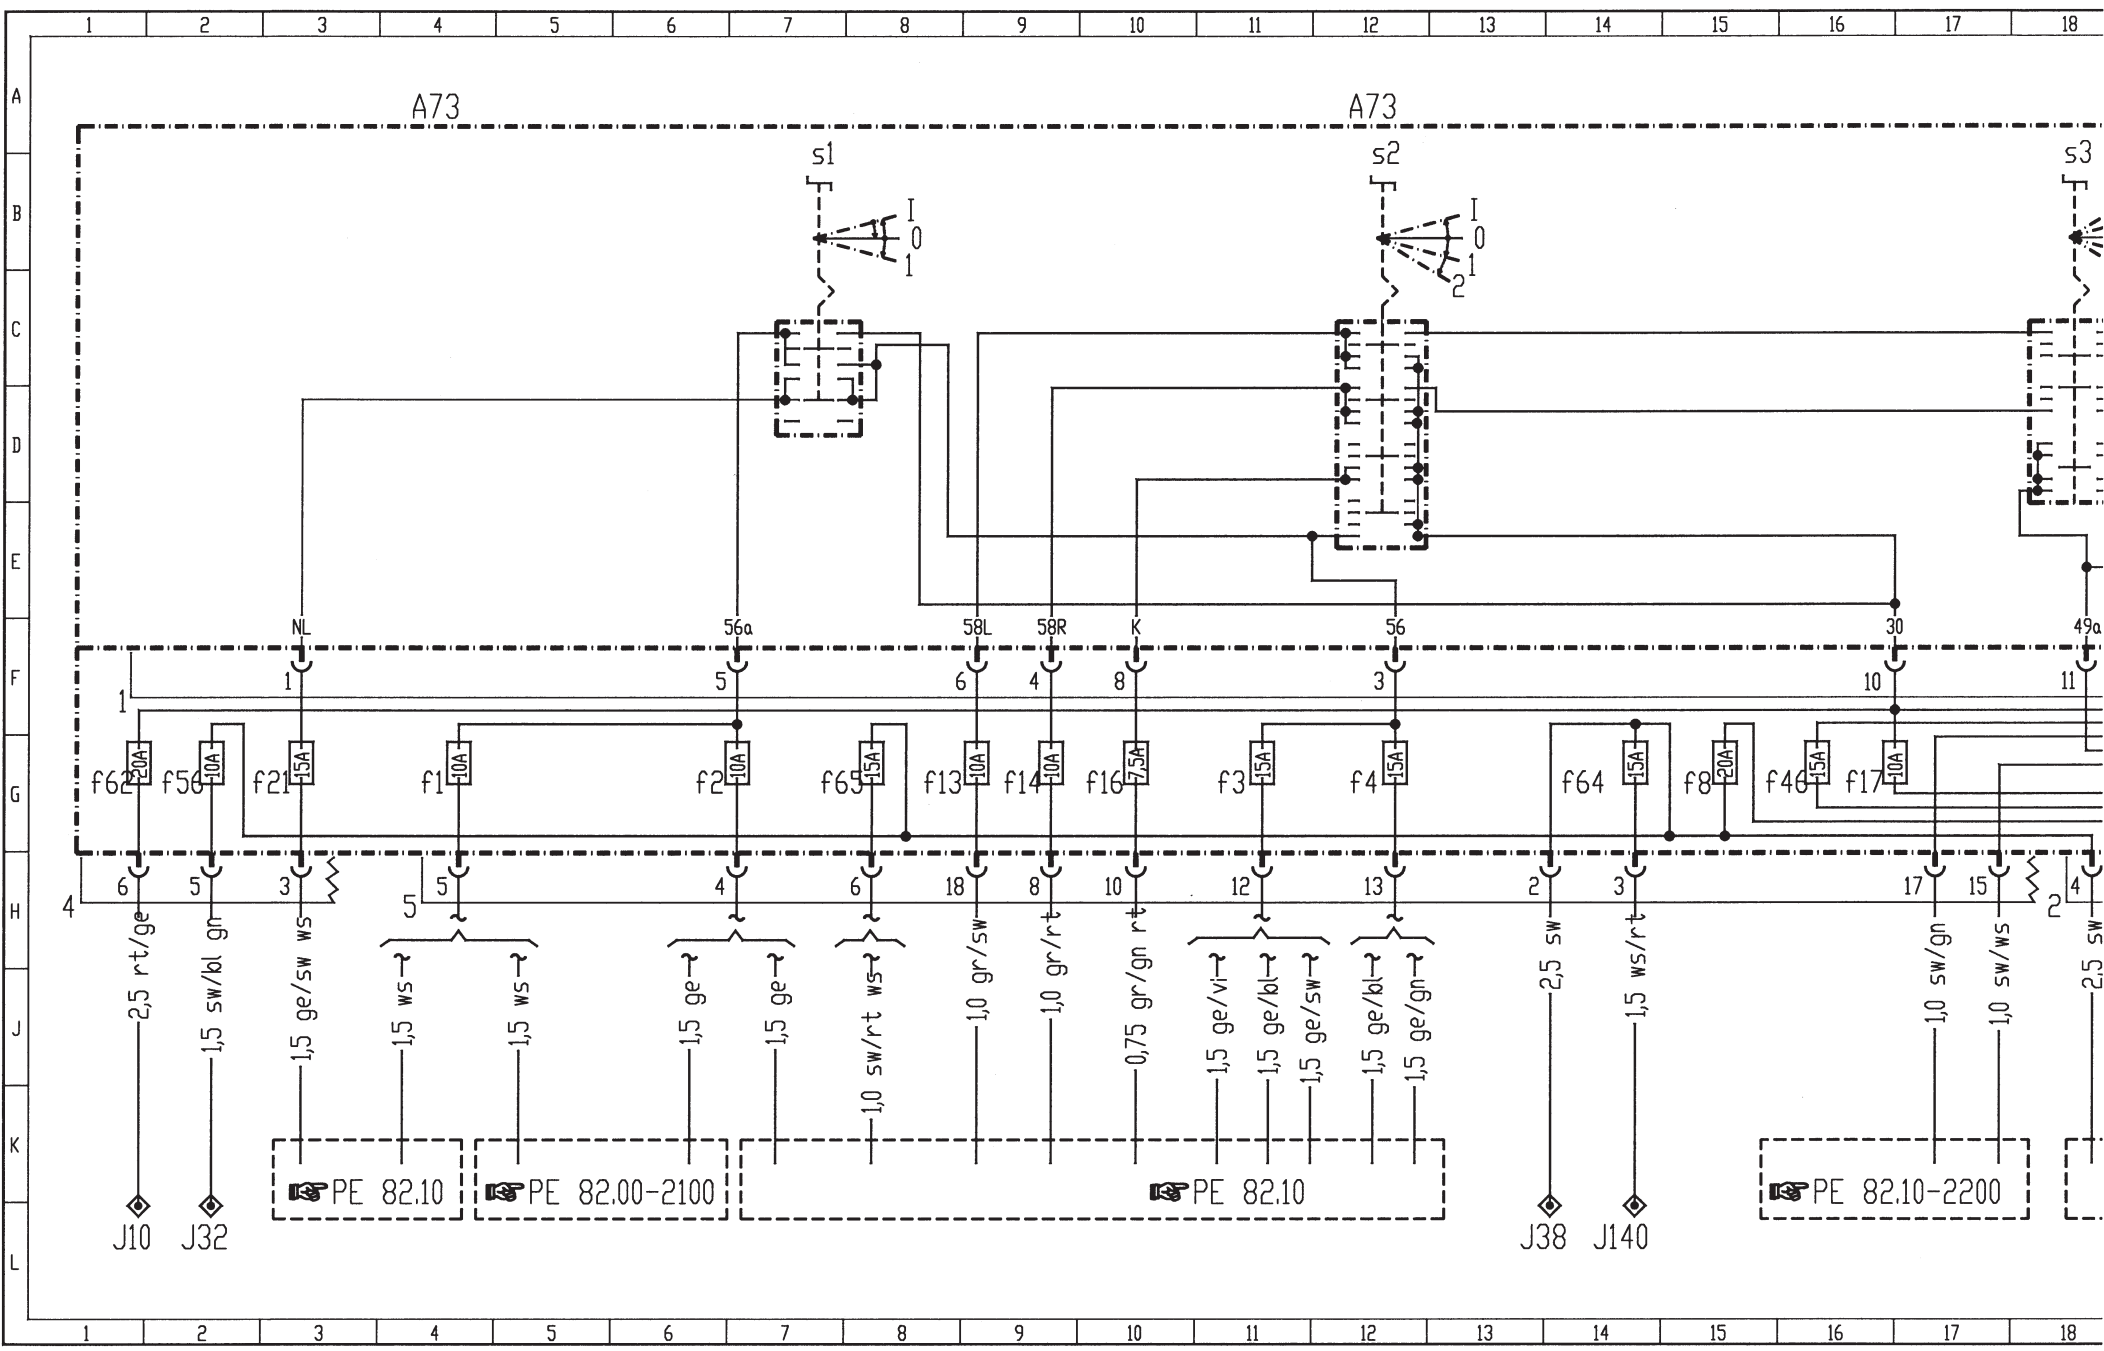 1 2 3 4 5 6 7 8 9 10 11 12 13 14 15 16 17 18
A
A73 A73
s1 s2 s3
B
I I
0 0
1 1
2
C
D
E
NL 56a 58L 58R K 56 30 49a
F
1 5 6 4 8 3 10 11
1
20A 10A 15A 10A 10A 15A 10A 10A 7,5A 15A 15A 15A 20A 15A 10A
f62 f56 f21 f1 f2 f65 f13 f14 f16 f3 f4 f64 f8 f46 f17
G
6 5 3 5 4 6 18 8 10 12 13 2 3 17 15 4
4 5 2
H
2,5 rt/ge
1,5 sw/bl gn
1,5 ge/sw ws
1,5 ws
1,5 ws
1,5 ge
1,5 ge
1,0 sw/rt ws
1,0 gr/sw
1,0 gr/rt
0,75 gr/gn rt
1,5 ge/vi
1,5 ge/bl
1,5 ge/sw
1,5 ge/bl
1,5 ge/gn
2,5 sw
1,5 ws/rt
1,0 sw/gn
1,0 sw/ws
2,5 sw
J
K
PE 82.10 PE 82.00-2100 PE 82.10 PE 82.10-2200
J10 J32 J38 J140
L
1 2 3 4 5 6 7 8 9 10 11 12 13 14 15 16 17 18